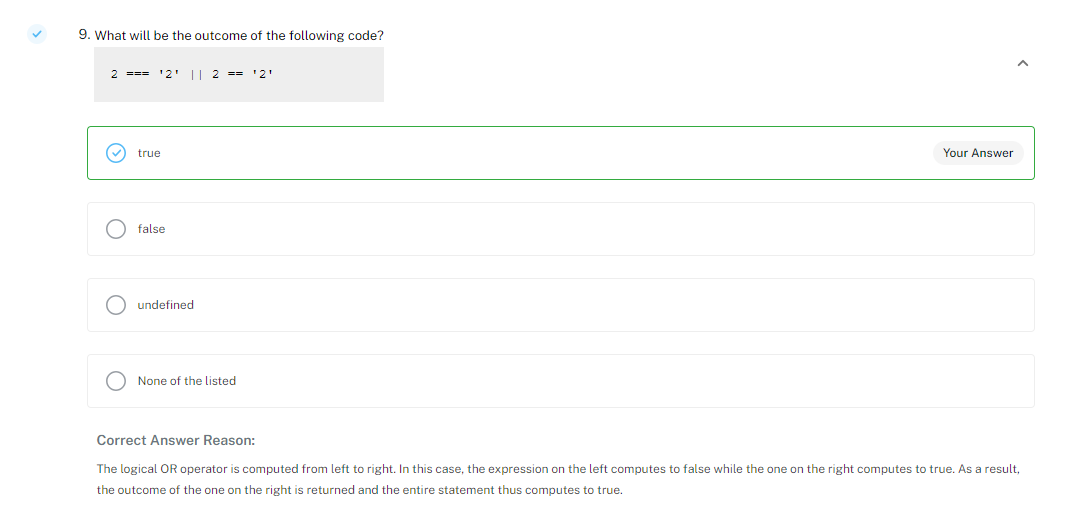 9. What will be the outcome of the following code?
2 === '2' || 2 == '2'
true
Your Answer
false
undefined
None of the listed
Correct Answer Reason:
The logical OR operator is computed from left to right. In this case, the expression on the left computes to false while the one on the right computes to true. As a result,
the outcome of the one on the right is returned and the entire statement thus computes to true.